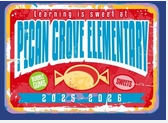 Learning is sweet at
PECAN GROVE ELEMENTARY
SWEETS
2025-2026